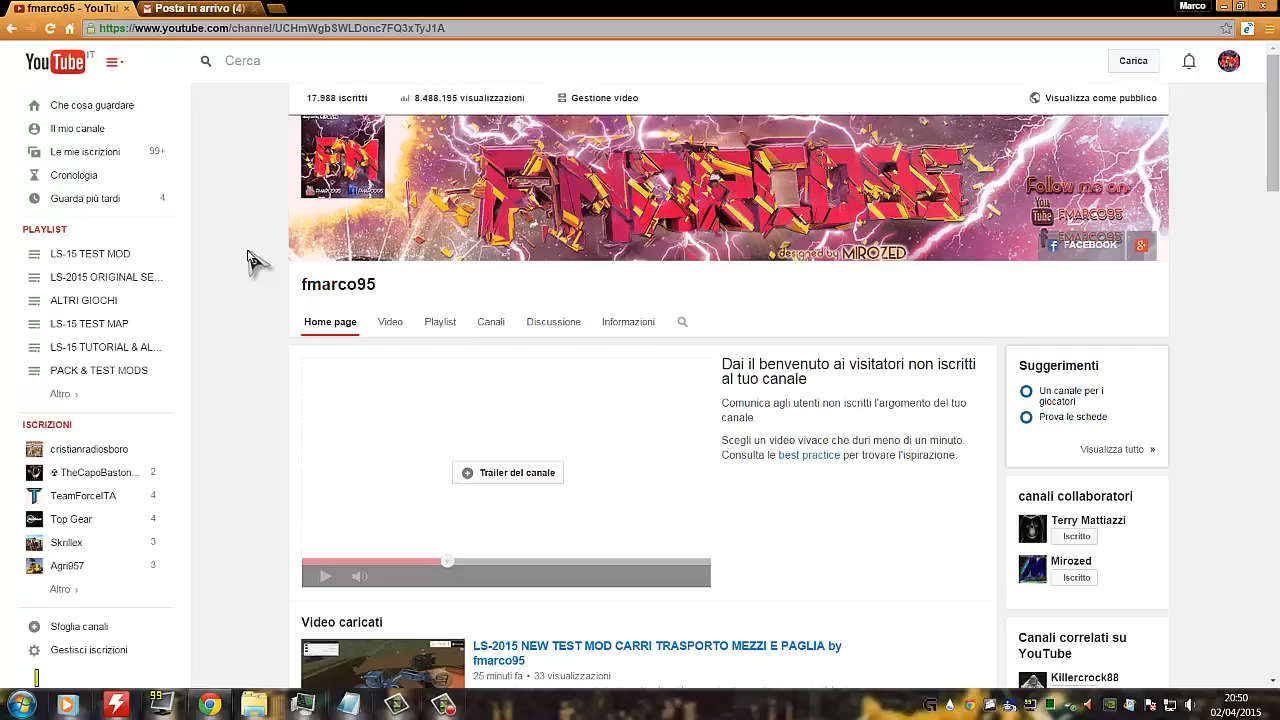 fmarco95 - YouTu
Posta in arrivo (4)
Marco
https://www.youtube.com/channel/UCHmWgbSWLDonc7FQ3xTyJ1A
YouTube IT
Cerca
Carica
Che cosa guardare
Il mio canale
Le mie iscrizioni 99+
Cronologia
Guarda più tardi 4
PLAYLIST
LS-15 TEST MOD
LS-2015 ORIGINAL SE...
ALTRI GIOCHI
LS-15 TEST MAP
LS-15 TUTORIAL & AL...
PACK & TEST MODS
Altro ›
ISCRIZIONI
cristianradiosboro
☢ TheCapoBaston... 2
TeamForceITA 4
Top Gear 4
Skrillex 3
Agri957 3
Altro ›
Sfoglia canali
Gestisci iscrizioni
17.988 iscritti
8.488.195 visualizzazioni
Gestione video
Visualizza come pubblico
FM
FMARCO95
FMARCO95
FMARCO95
designed by MIROZED
Follow me on:
You Tube FMARCO95
FMARCO95
FACEBOOK
fmarco95
Home page
Video
Playlist
Canali
Discussione
Informazioni
Trailer del canale
Dai il benvenuto ai visitatori non iscritti
al tuo canale
Comunica agli utenti non iscritti l'argomento del tuo
canale.
Scegli un video vivace che duri meno di un minuto.
Consulta le best practice per trovare l'ispirazione.
Video caricati
LS-2015 NEW TEST MOD CARRI TRASPORTO MEZZI E PAGLIA by
fmarco95
25 minuti fa • 33 visualizzazioni
Suggerimenti
Un canale per i
giocatori
Prova le schede
Visualizza tutto »
canali collaboratori
Terry Mattiazzi
Iscritto
Mirozed
Iscritto
Canali correlati su
YouTube
Killercrock88
99
20:50
02/04/2015